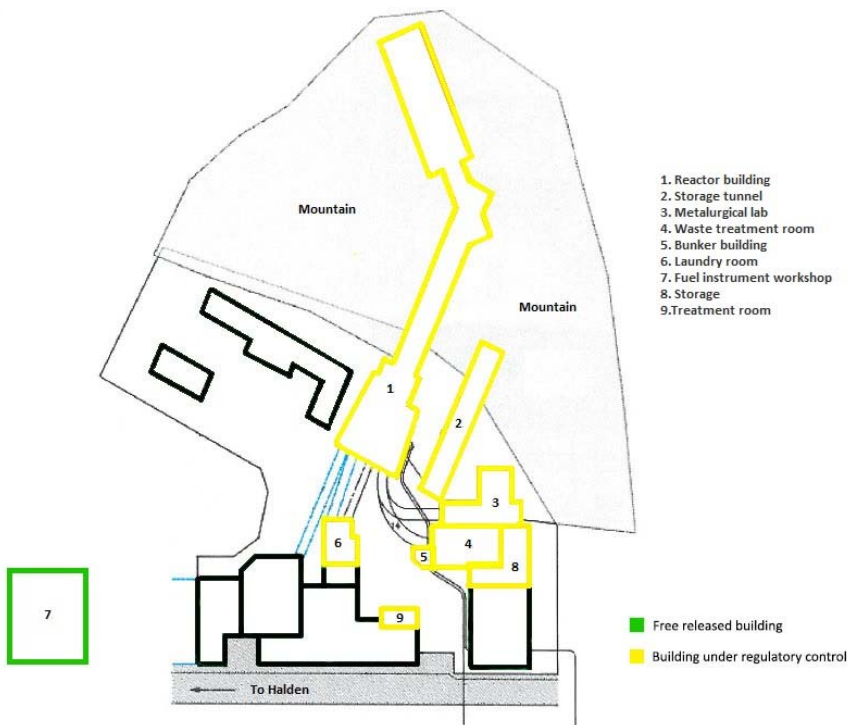 Mountain
Mountain
1. Reactor building
2. Storage tunnel
3. Metalurgical lab
4. Waste treatment room
5. Bunker building
6. Laundry room
7. Fuel instrument workshop
8. Storage
9.Treatment room
1
2
3
4
5
6
7
8
9
Free released building
Building under regulatory control
To Halden